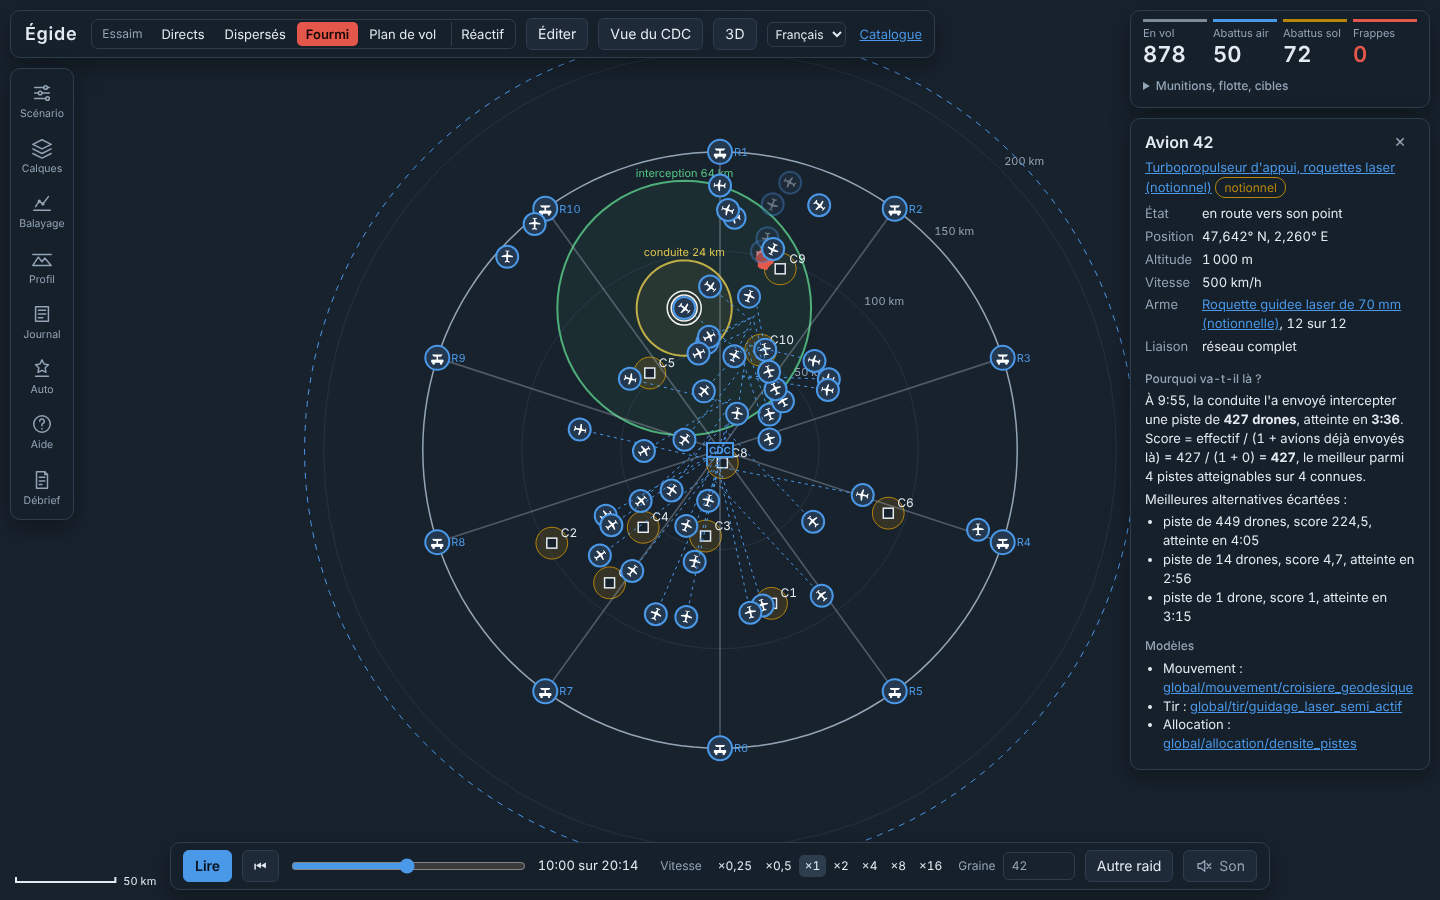 Égide
Essaim
Directs
Dispersés
Fourmi
Plan de vol
Réactif
Éditer
Vue du CDC
3D
Français
Catalogue
En vol
878
Abattus air
50
Abattus sol
72
Frappes
0
Munitions, flotte, cibles
Scénario
Calques
Balayage
Profil
Journal
Auto
Aide
Débrief
Avion 42
Turbopropulseur d'appui, roquettes laser
(notionnel) notionnel
État en route vers son point
Position 47,642° N, 2,260° E
Altitude 1 000 m
Vitesse 500 km/h
Arme Roquette guidee laser de 70 mm
(notionnelle), 12 sur 12
Liaison réseau complet
Pourquoi va-t-il là ?
À 9:55, la conduite l'a envoyé intercepter
une piste de 427 drones, atteinte en 3:36.
Score = effectif / (1 + avions déjà envoyés
là) = 427 / (1 + 0) = 427, le meilleur parmi
4 pistes atteignables sur 4 connues.
Meilleures alternatives écartées :
• piste de 449 drones, score 224,5,
atteinte en 4:05
• piste de 14 drones, score 4,7, atteinte en
2:56
• piste de 1 drone, score 1, atteinte en
3:15
Modèles
• Mouvement :
global/mouvement/croisiere_geodesique
• Tir : global/tir/guidage_laser_semi_actif
• Allocation :
global/allocation/densite_pistes
200 km
150 km
100 km
interception 64 km
conduite 24 km
R1
R2
R3
R4
R5
R6
R7
R8
R9
R10
C9
C10
C5
CDC
C8
C6
C4
C3
C2
C1
50 km
Lire
10:00 sur 20:14
Vitesse
×0,25
×0,5
×1
×2
×4
×8
×16
Graine
42
Autre raid
Son